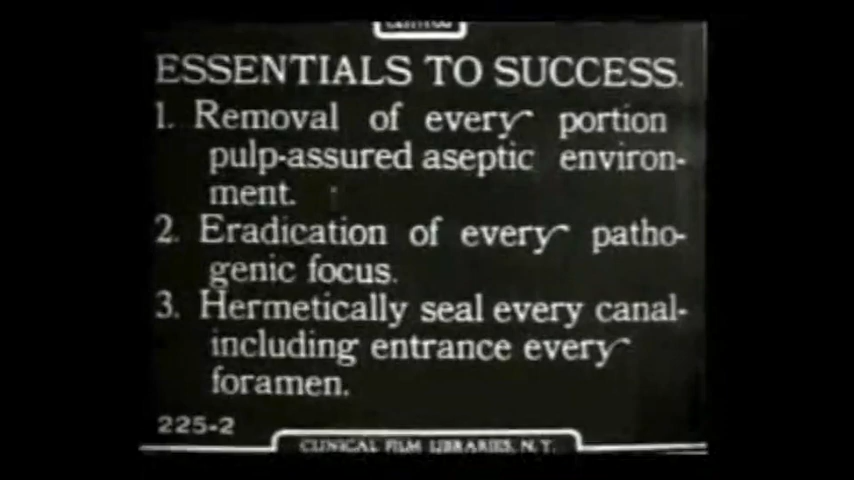 ESSENTIALS TO SUCCESS.
1. Removal of every portion
pulp-assured aseptic environ-
ment.
2. Eradication of every patho-
genic focus.
3. Hermetically seal every canal-
including entrance every
foramen.
225-2
CLINICAL FILM LIBRARIES, N.Y.